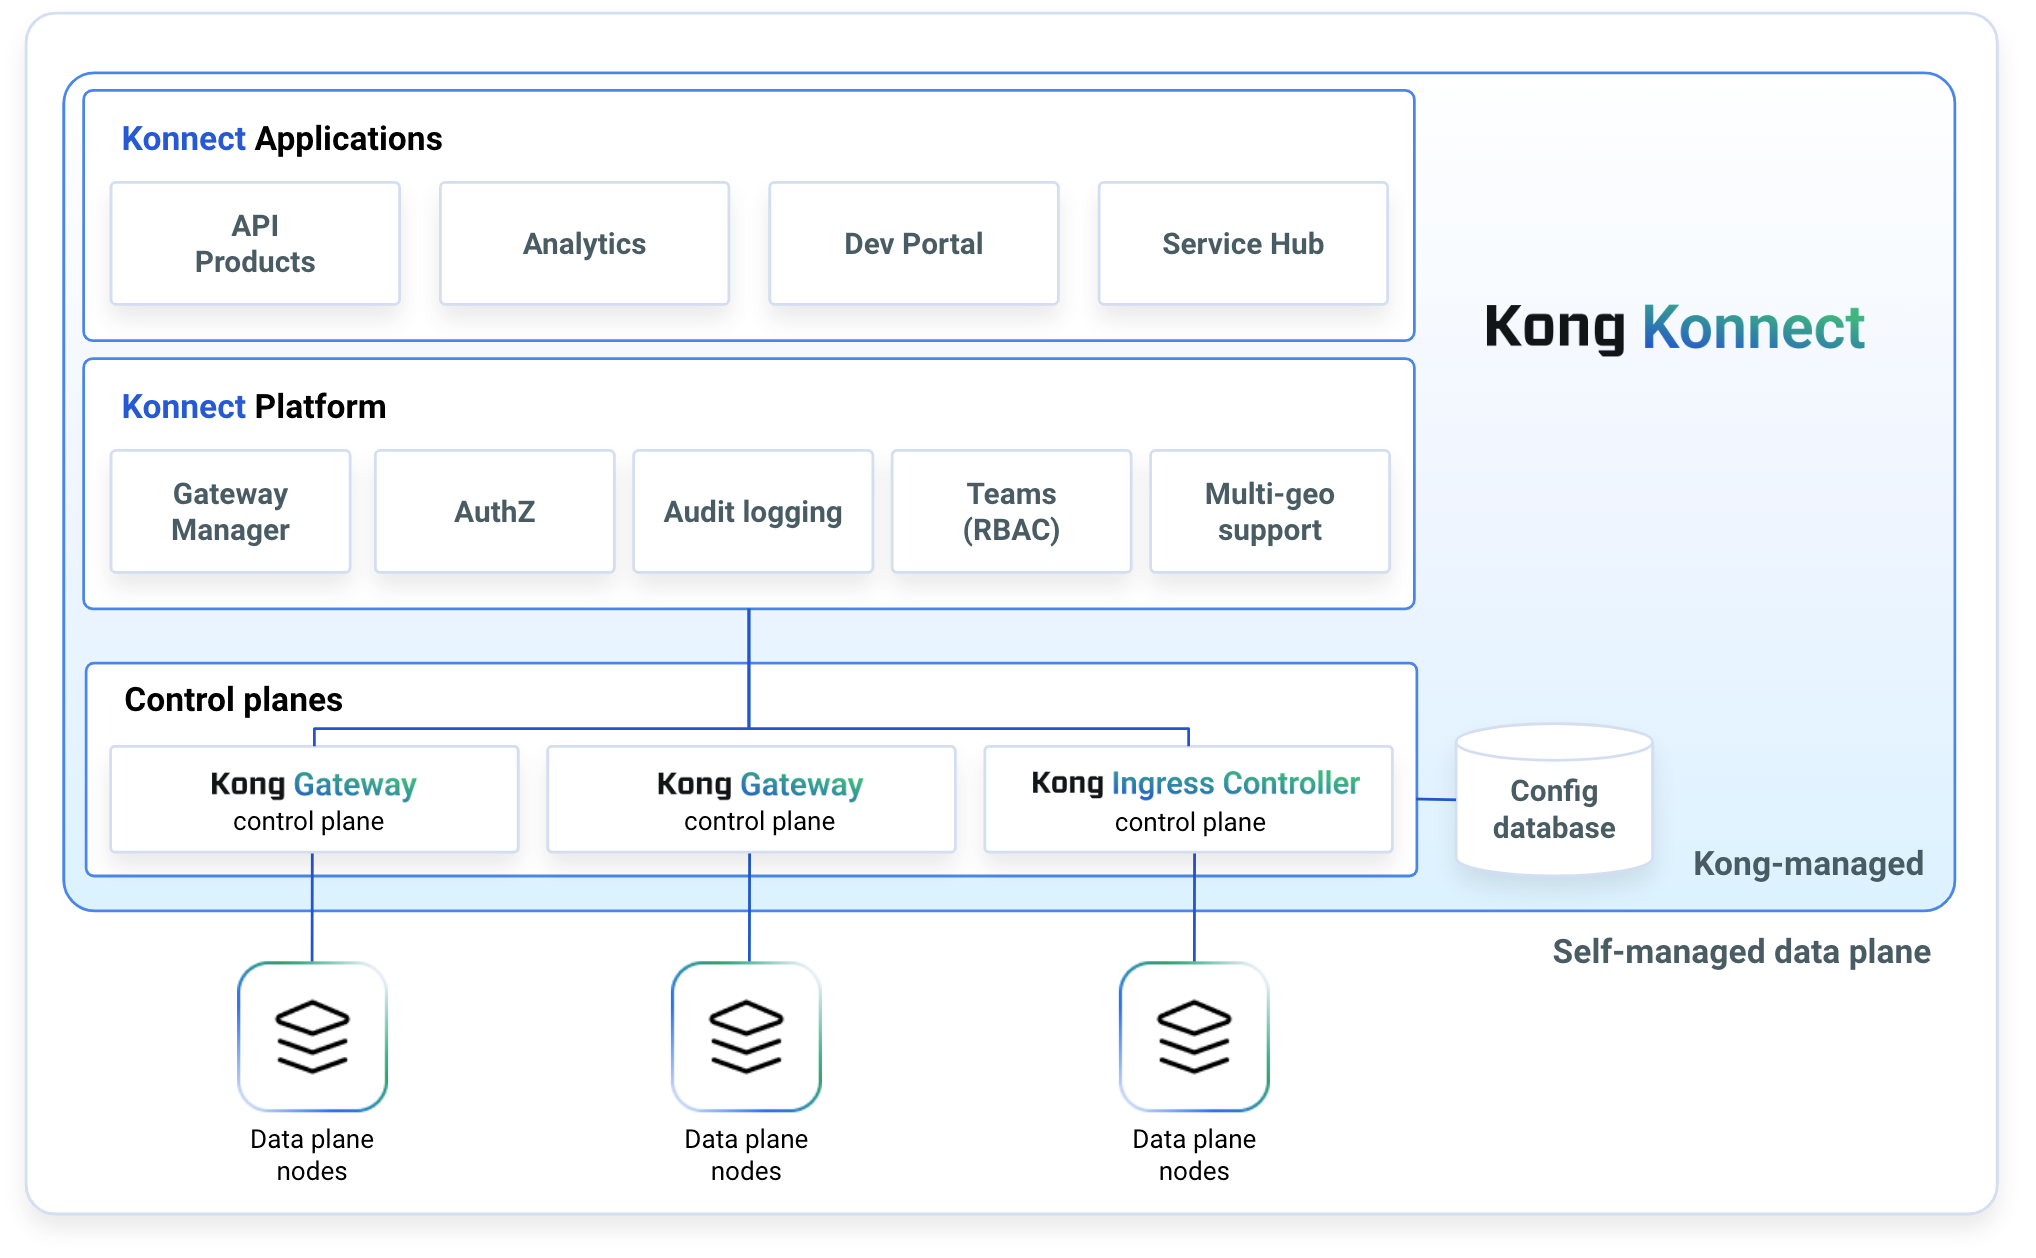 Konnect Applications
API
Products
Analytics
Dev Portal
Service Hub
Kong Konnect
Konnect Platform
Gateway
Manager
AuthZ
Audit logging
Teams
(RBAC)
Multi-geo
support
Control planes
Kong Gateway
control plane
Kong Gateway
control plane
Kong Ingress Controller
control plane
Config
database
Kong-managed
Self-managed data plane
Data plane
nodes
Data plane
nodes
Data plane
nodes